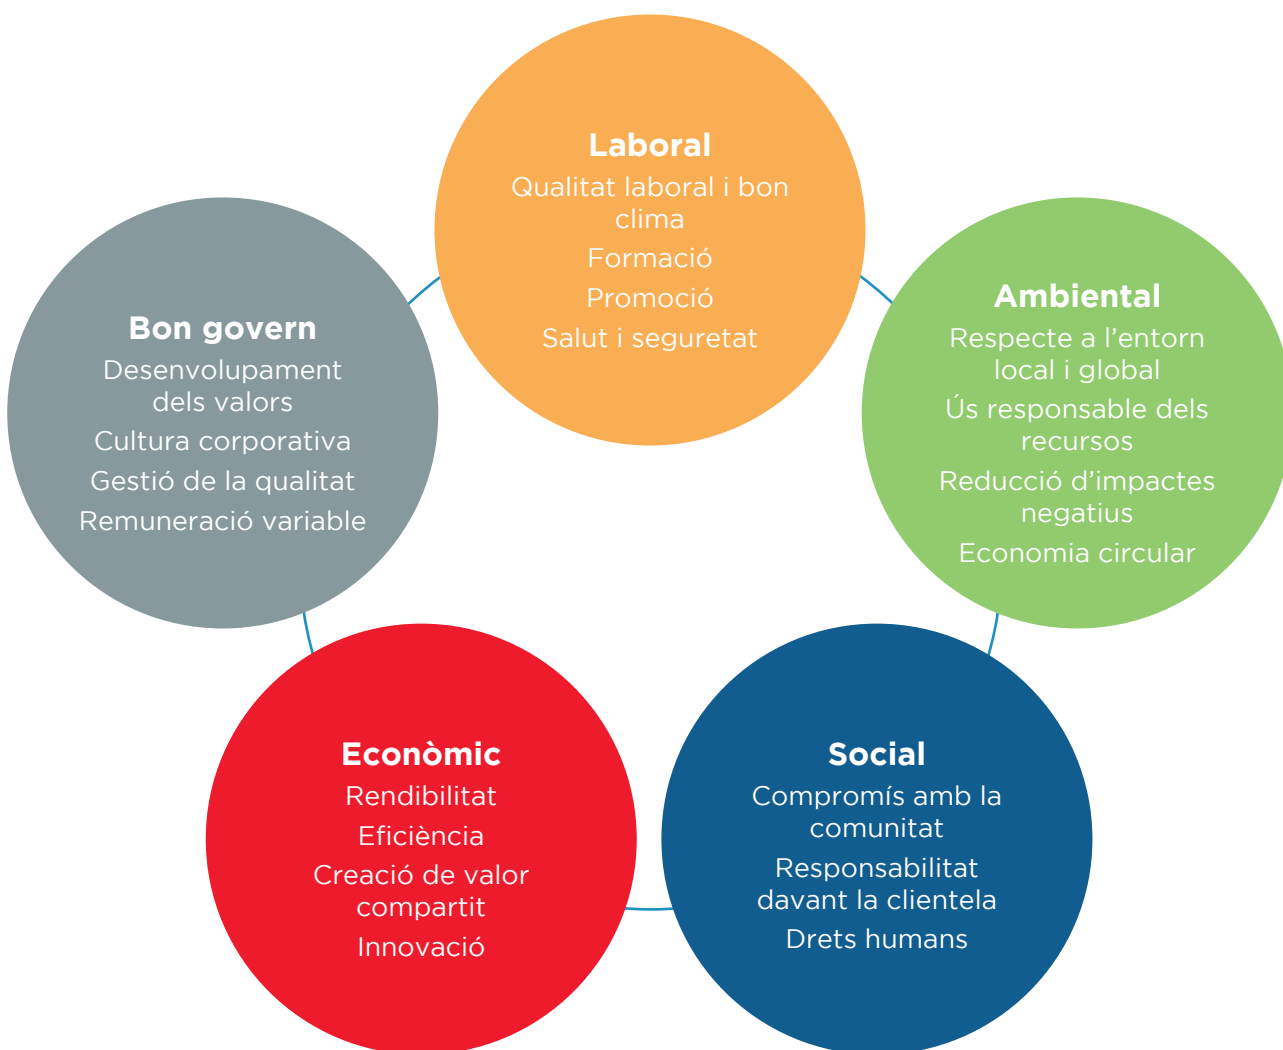 Laboral
Qualitat laboral i bon
clima
Formació
Promoció
Salut i seguretat
Ambiental
Respecte a l’entorn
local i global
Ús responsable dels
recursos
Reducció d’impactes
negatius
Economia circular
Social
Compromís amb la
comunitat
Responsabilitat
davant la clientela
Drets humans
Econòmic
Rendibilitat
Eficiència
Creació de valor
compartit
Innovació
Bon govern
Desenvolupament
dels valors
Cultura corporativa
Gestió de la qualitat
Remuneració variable